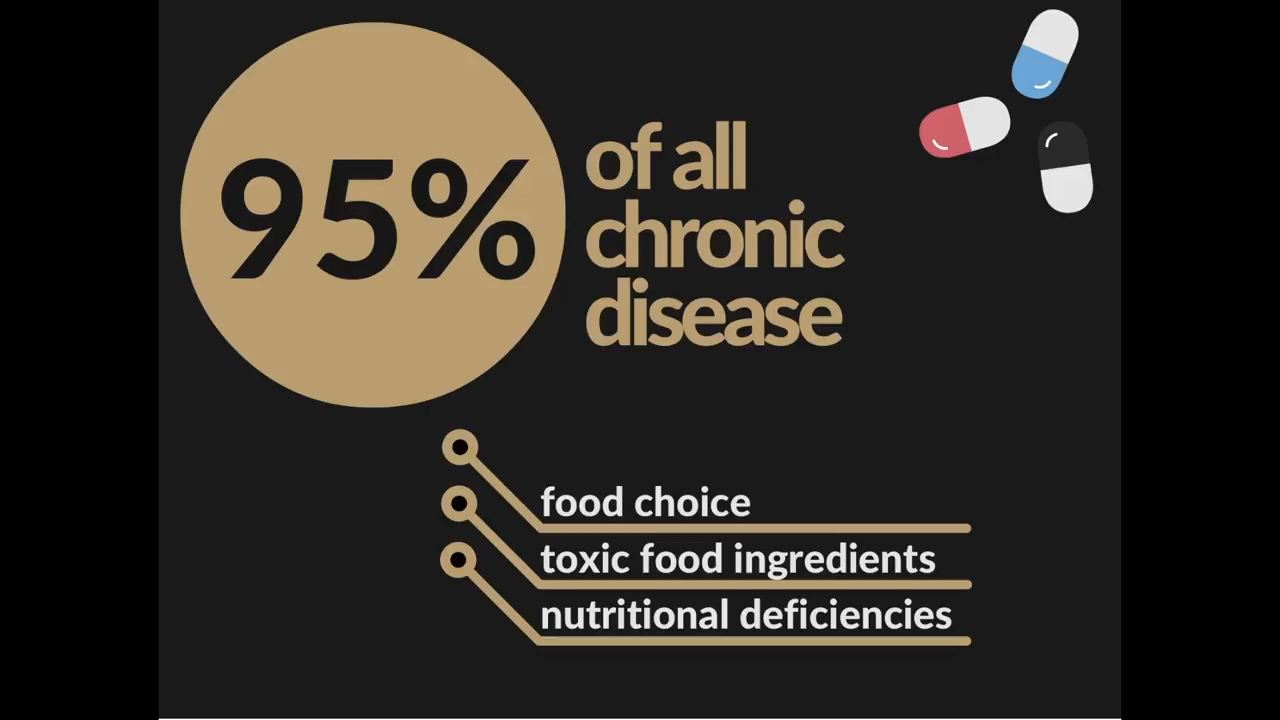 95%
of all
chronic
disease
food choice
toxic food ingredients
nutritional deficiencies